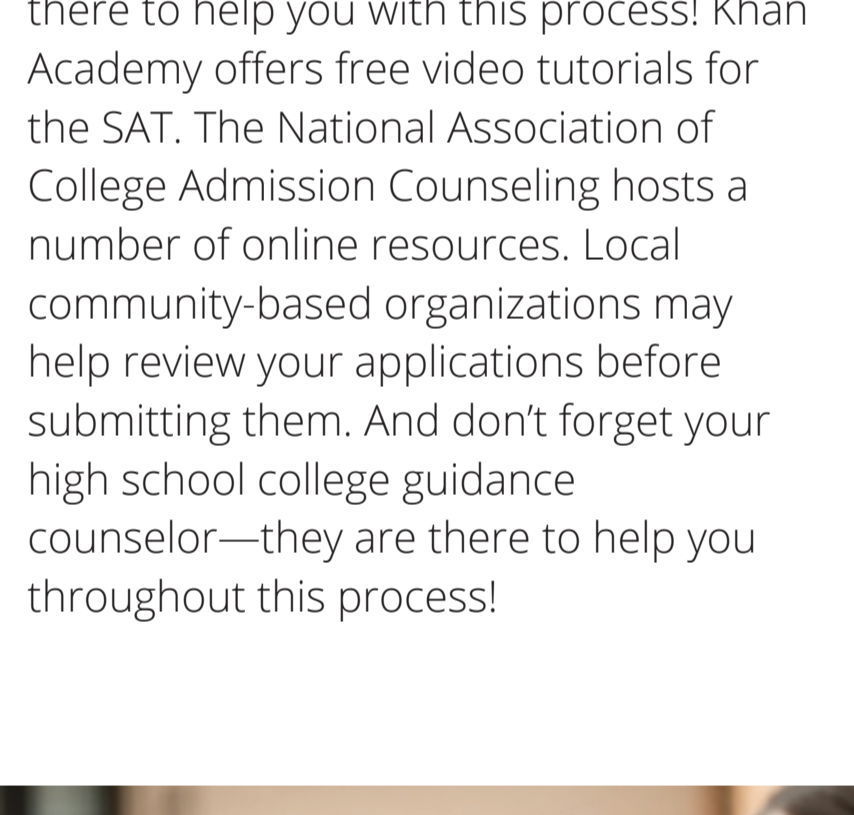 there to help you with this process! Khan
Academy offers free video tutorials for
the SAT. The National Association of
College Admission Counseling hosts a
number of online resources. Local
community-based organizations may
help review your applications before
submitting them. And don’t forget your
high school college guidance
counselor—they are there to help you
throughout this process!